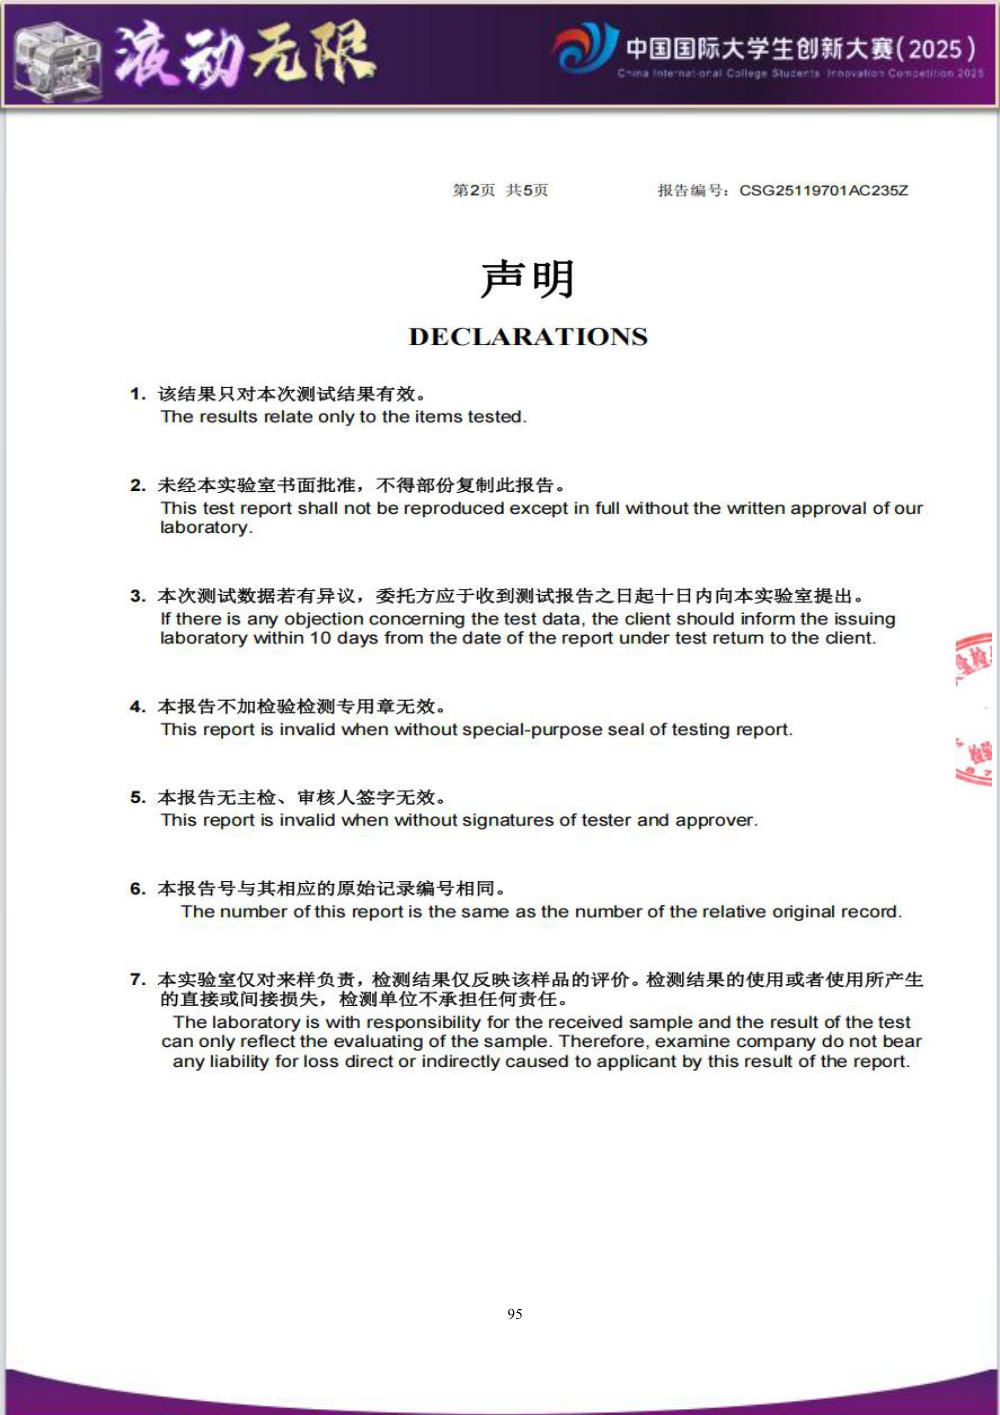 液动无限
中国国际大学生创新大赛(2025)
China International College Students Innovation Competition 2025
第2页 共5页 报告编号：CSG25119701AC235Z
声明
DECLARATIONS
1. 该结果只对本次测试结果有效。
The results relate only to the items tested.
2. 未经本实验室书面批准，不得部份复制此报告。
This test report shall not be reproduced except in full without the written approval of our
laboratory.
3. 本次测试数据若有异议，委托方应于收到测试报告之日起十日内向本实验室提出。
If there is any objection concerning the test data, the client should inform the issuing
laboratory within 10 days from the date of the report under test return to the client.
4. 本报告不加检验检测专用章无效。
This report is invalid when without special-purpose seal of testing report.
5. 本报告无主检、审核人签字无效。
This report is invalid when without signatures of tester and approver.
6. 本报告号与其相应的原始记录编号相同。
The number of this report is the same as the number of the relative original record.
7. 本实验室仅对来样负责，检测结果仅反映该样品的评价。检测结果的使用或者使用所产生
的直接或间接损失，检测单位不承担任何责任。
The laboratory is with responsibility for the received sample and the result of the test
can only reflect the evaluating of the sample. Therefore, examine company do not bear
any liability for loss direct or indirectly caused to applicant by this result of the report.
95